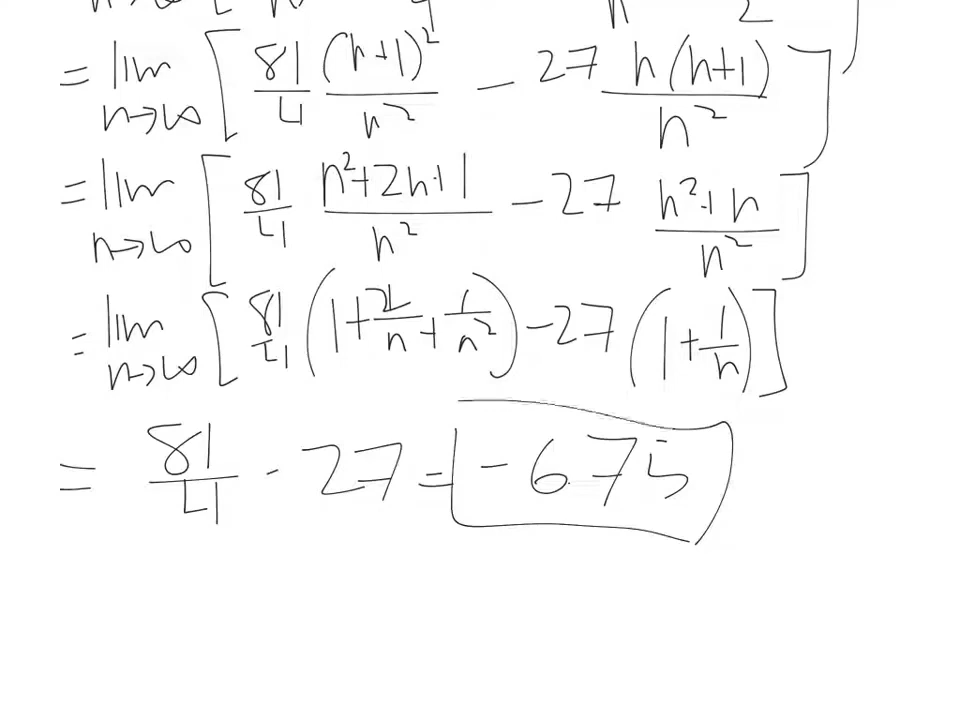 = lim n→∞ [ 81/4 (n+1)²/n² − 27 n(n+1)/n² ]
= lim n→∞ [ 81/4 (n²+2n+1)/n² − 27 (n²+n)/n² ]
= lim n→∞ [ 81/4 (1+2/n+1/n²) − 27 (1+1/n) ]
= 81/4 - 27 = -6.75